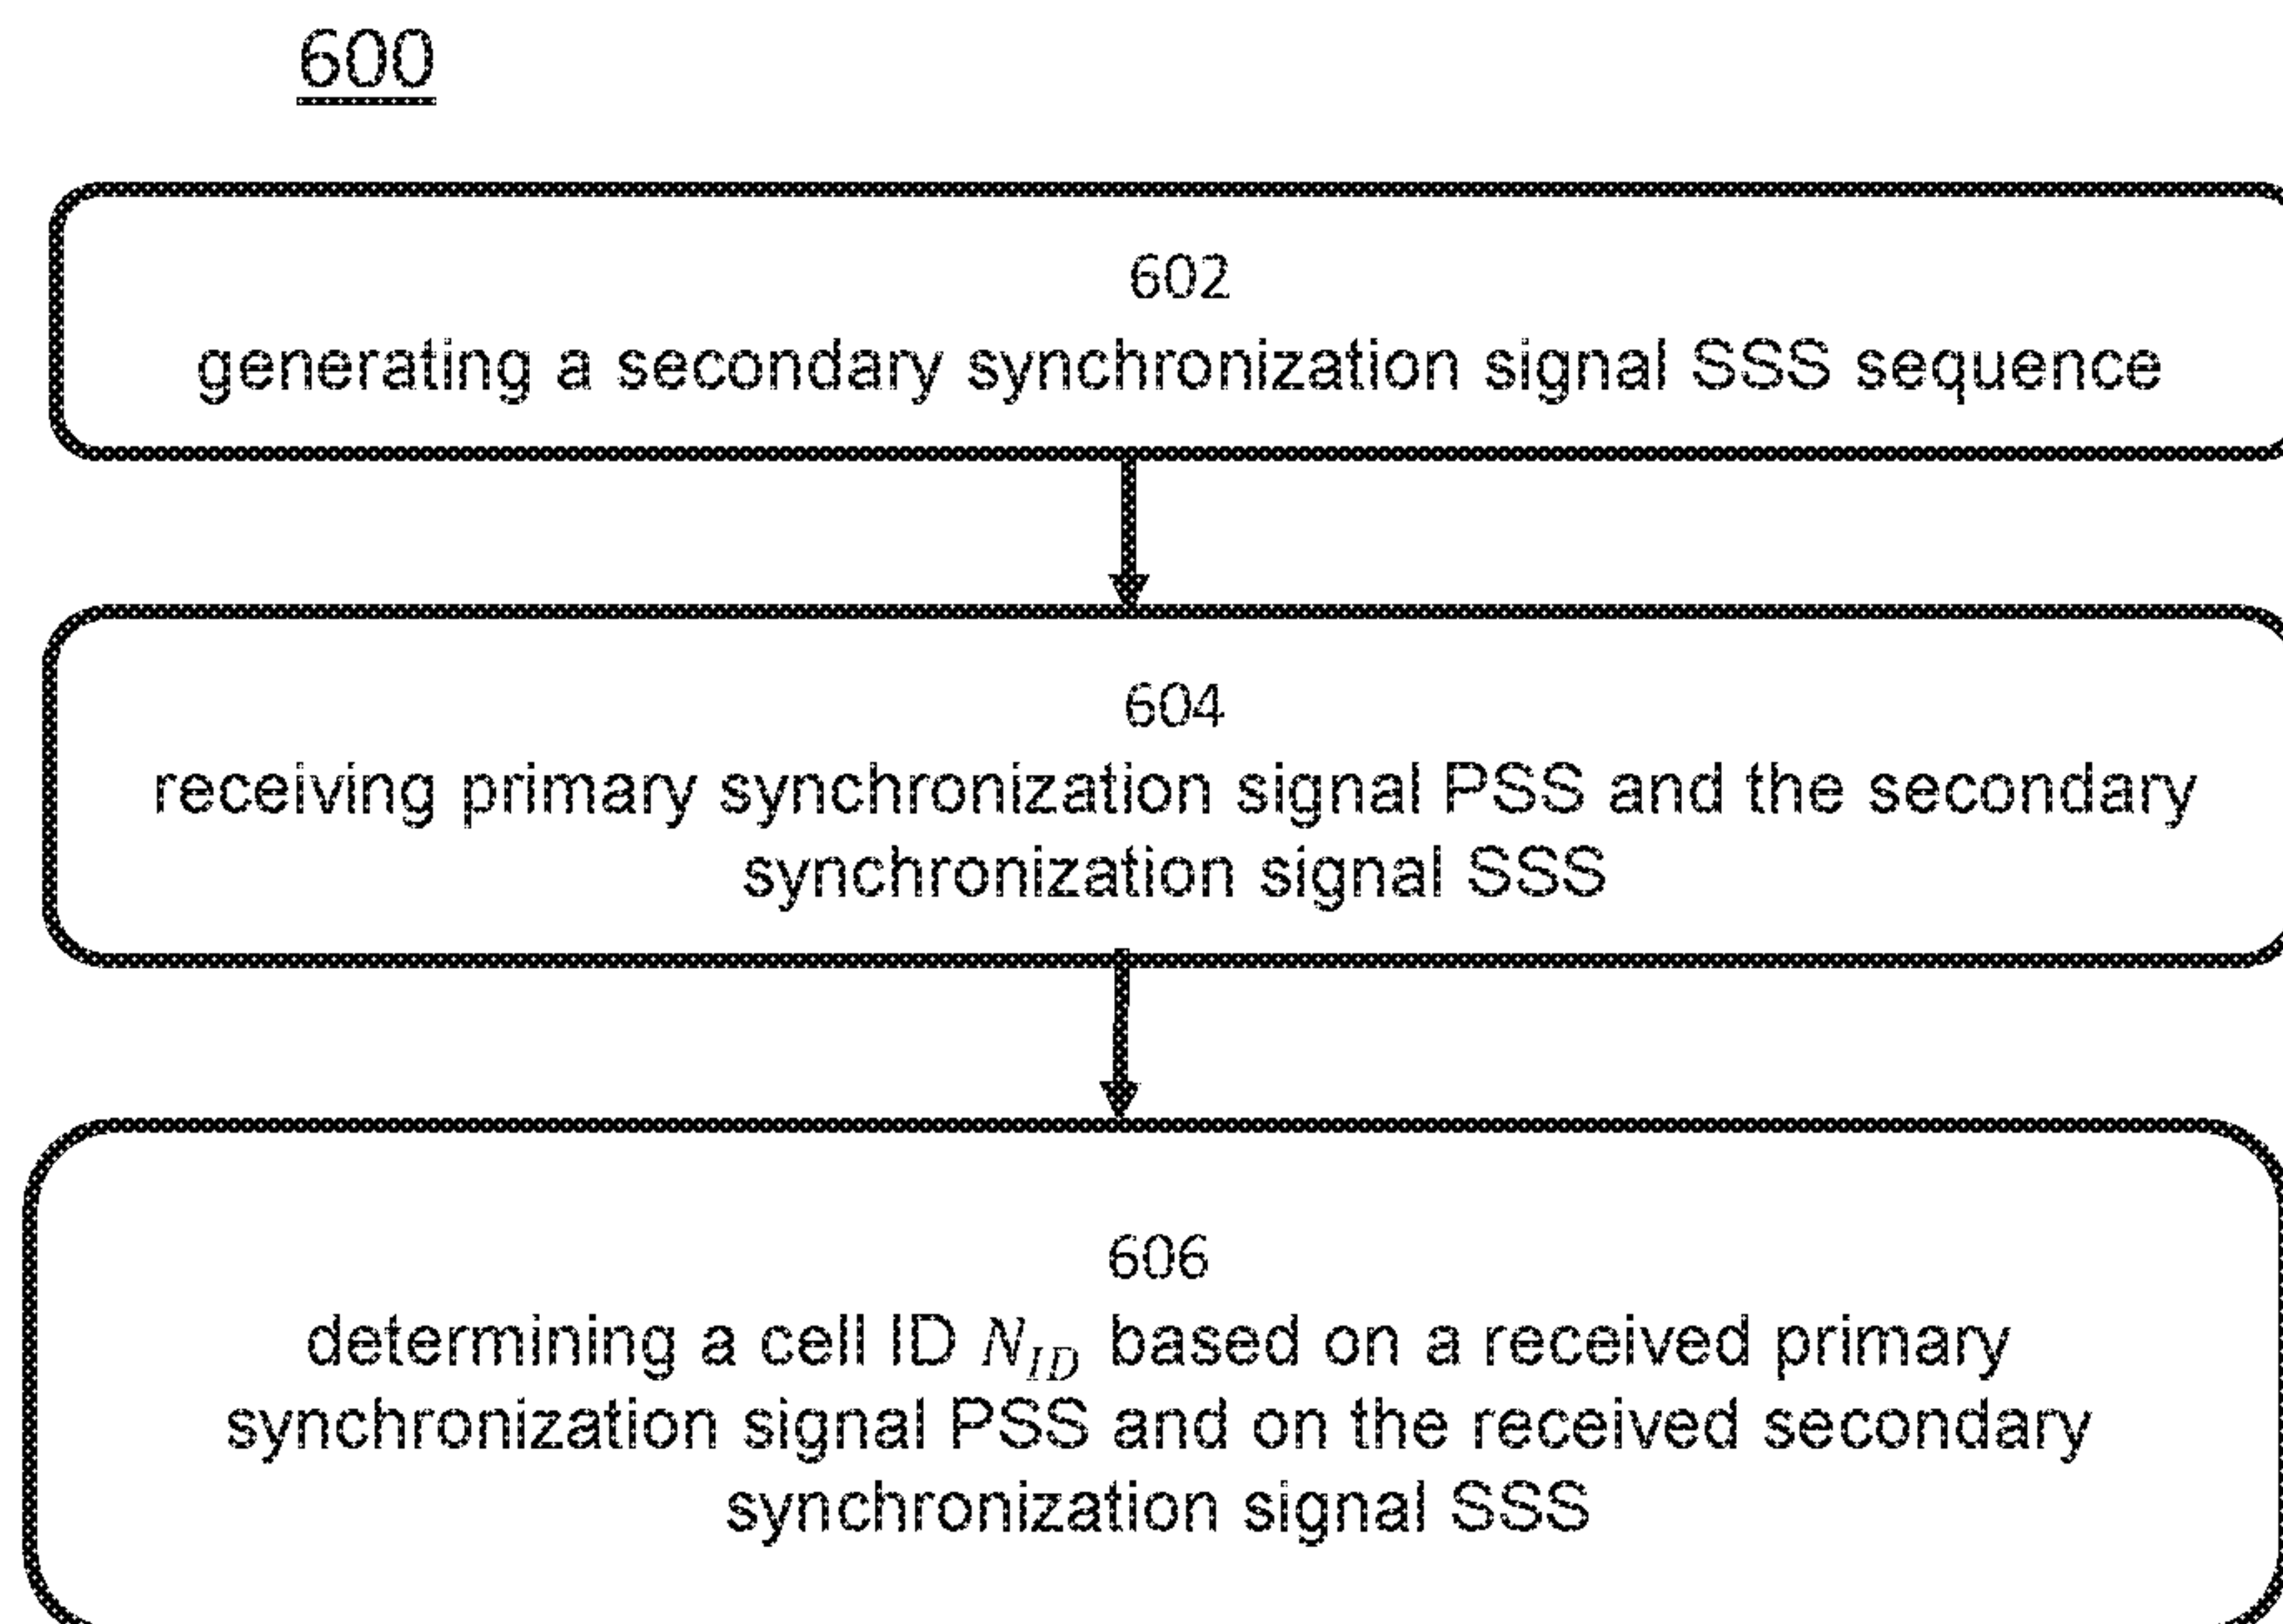 600
602
generating a secondary synchronization signal SSS sequence
604
receiving primary synchronization signal PSS and the secondary
synchronization signal SSS
606
determining a cell ID N_{ID} based on a received primary
synchronization signal PSS and on the received secondary
synchronization signal SSS